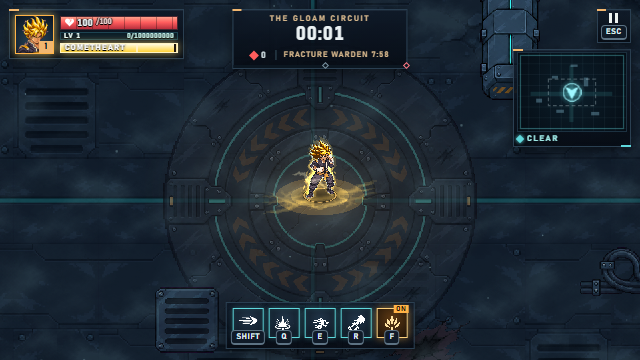 100/100
LV 1
0/1000000000
COMETHEART
1
THE GLOAM CIRCUIT
00:01
0
FRACTURE WARDEN 7:58
ESC
CLEAR
ON
SHIFT
Q
E
R
F